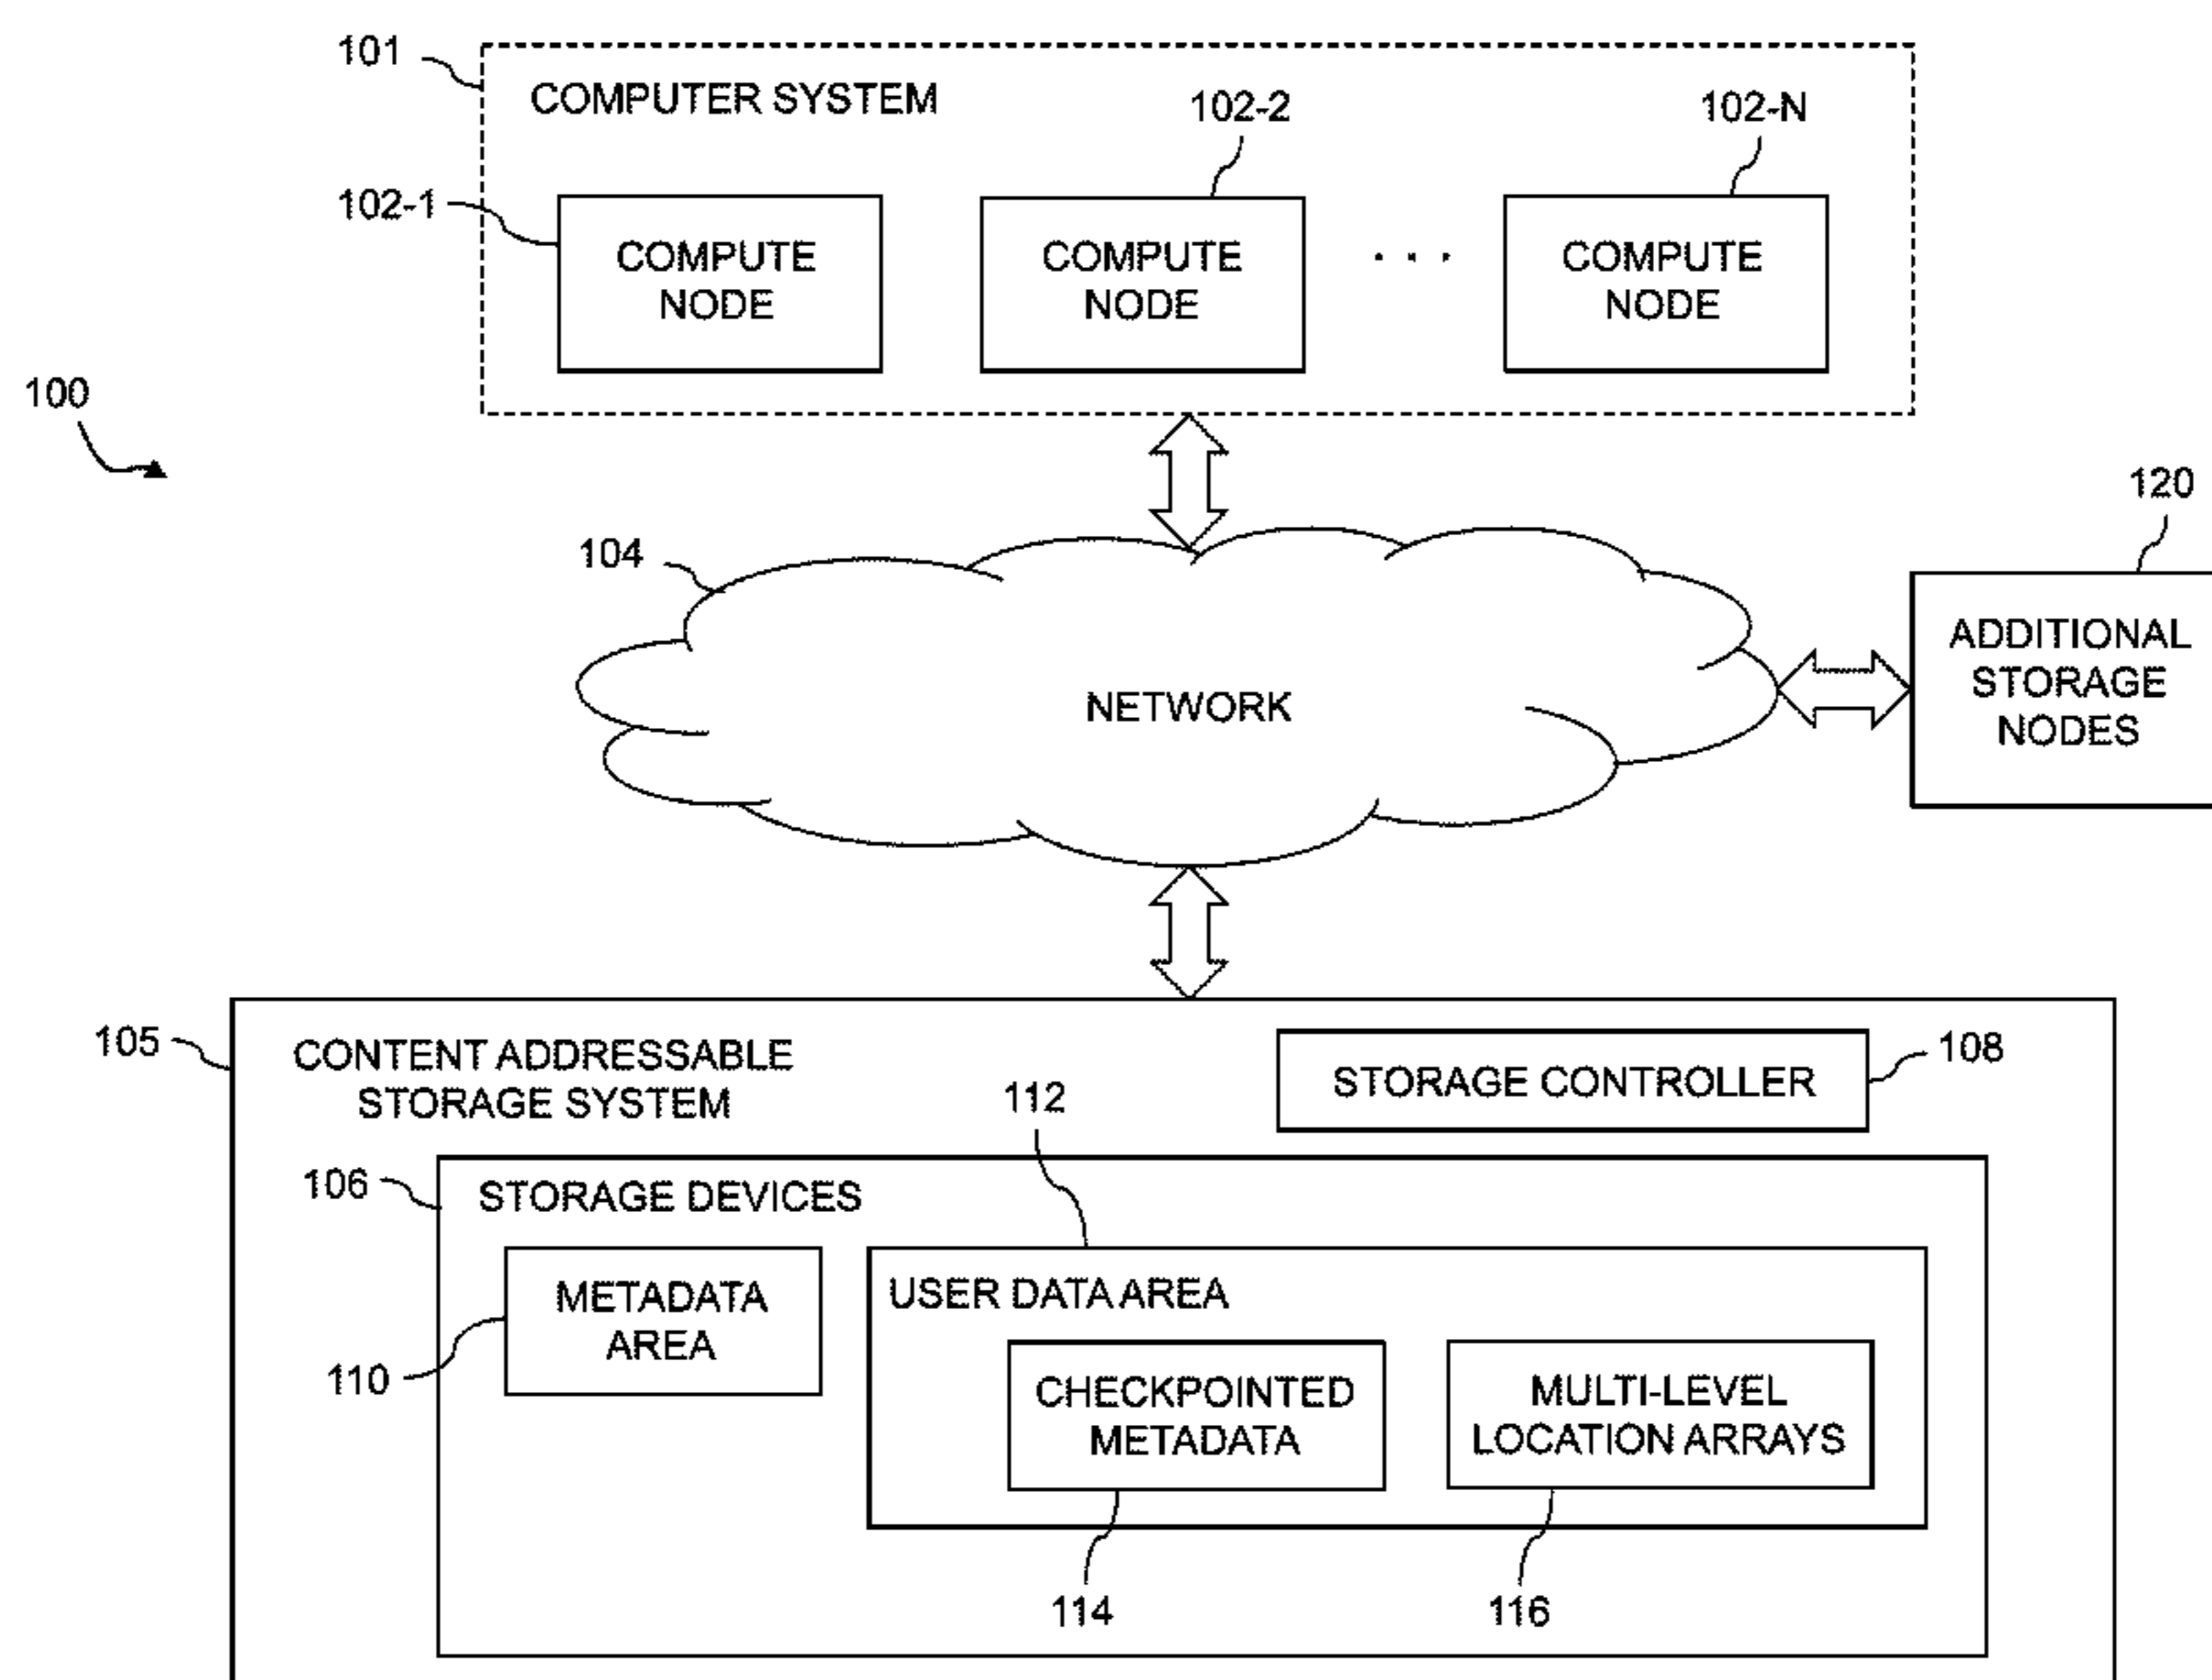 101
COMPUTER SYSTEM
102-2
102-N
102-1
COMPUTE
NODE
COMPUTE
NODE
. . .
COMPUTE
NODE
100
120
104
NETWORK
ADDITIONAL
STORAGE
NODES
105
CONTENT ADDRESSABLE
STORAGE SYSTEM
112
STORAGE CONTROLLER
108
106
STORAGE DEVICES
METADATA
AREA
110
USER DATA AREA
CHECKPOINTED
METADATA
MULTI-LEVEL
LOCATION ARRAYS
114
116